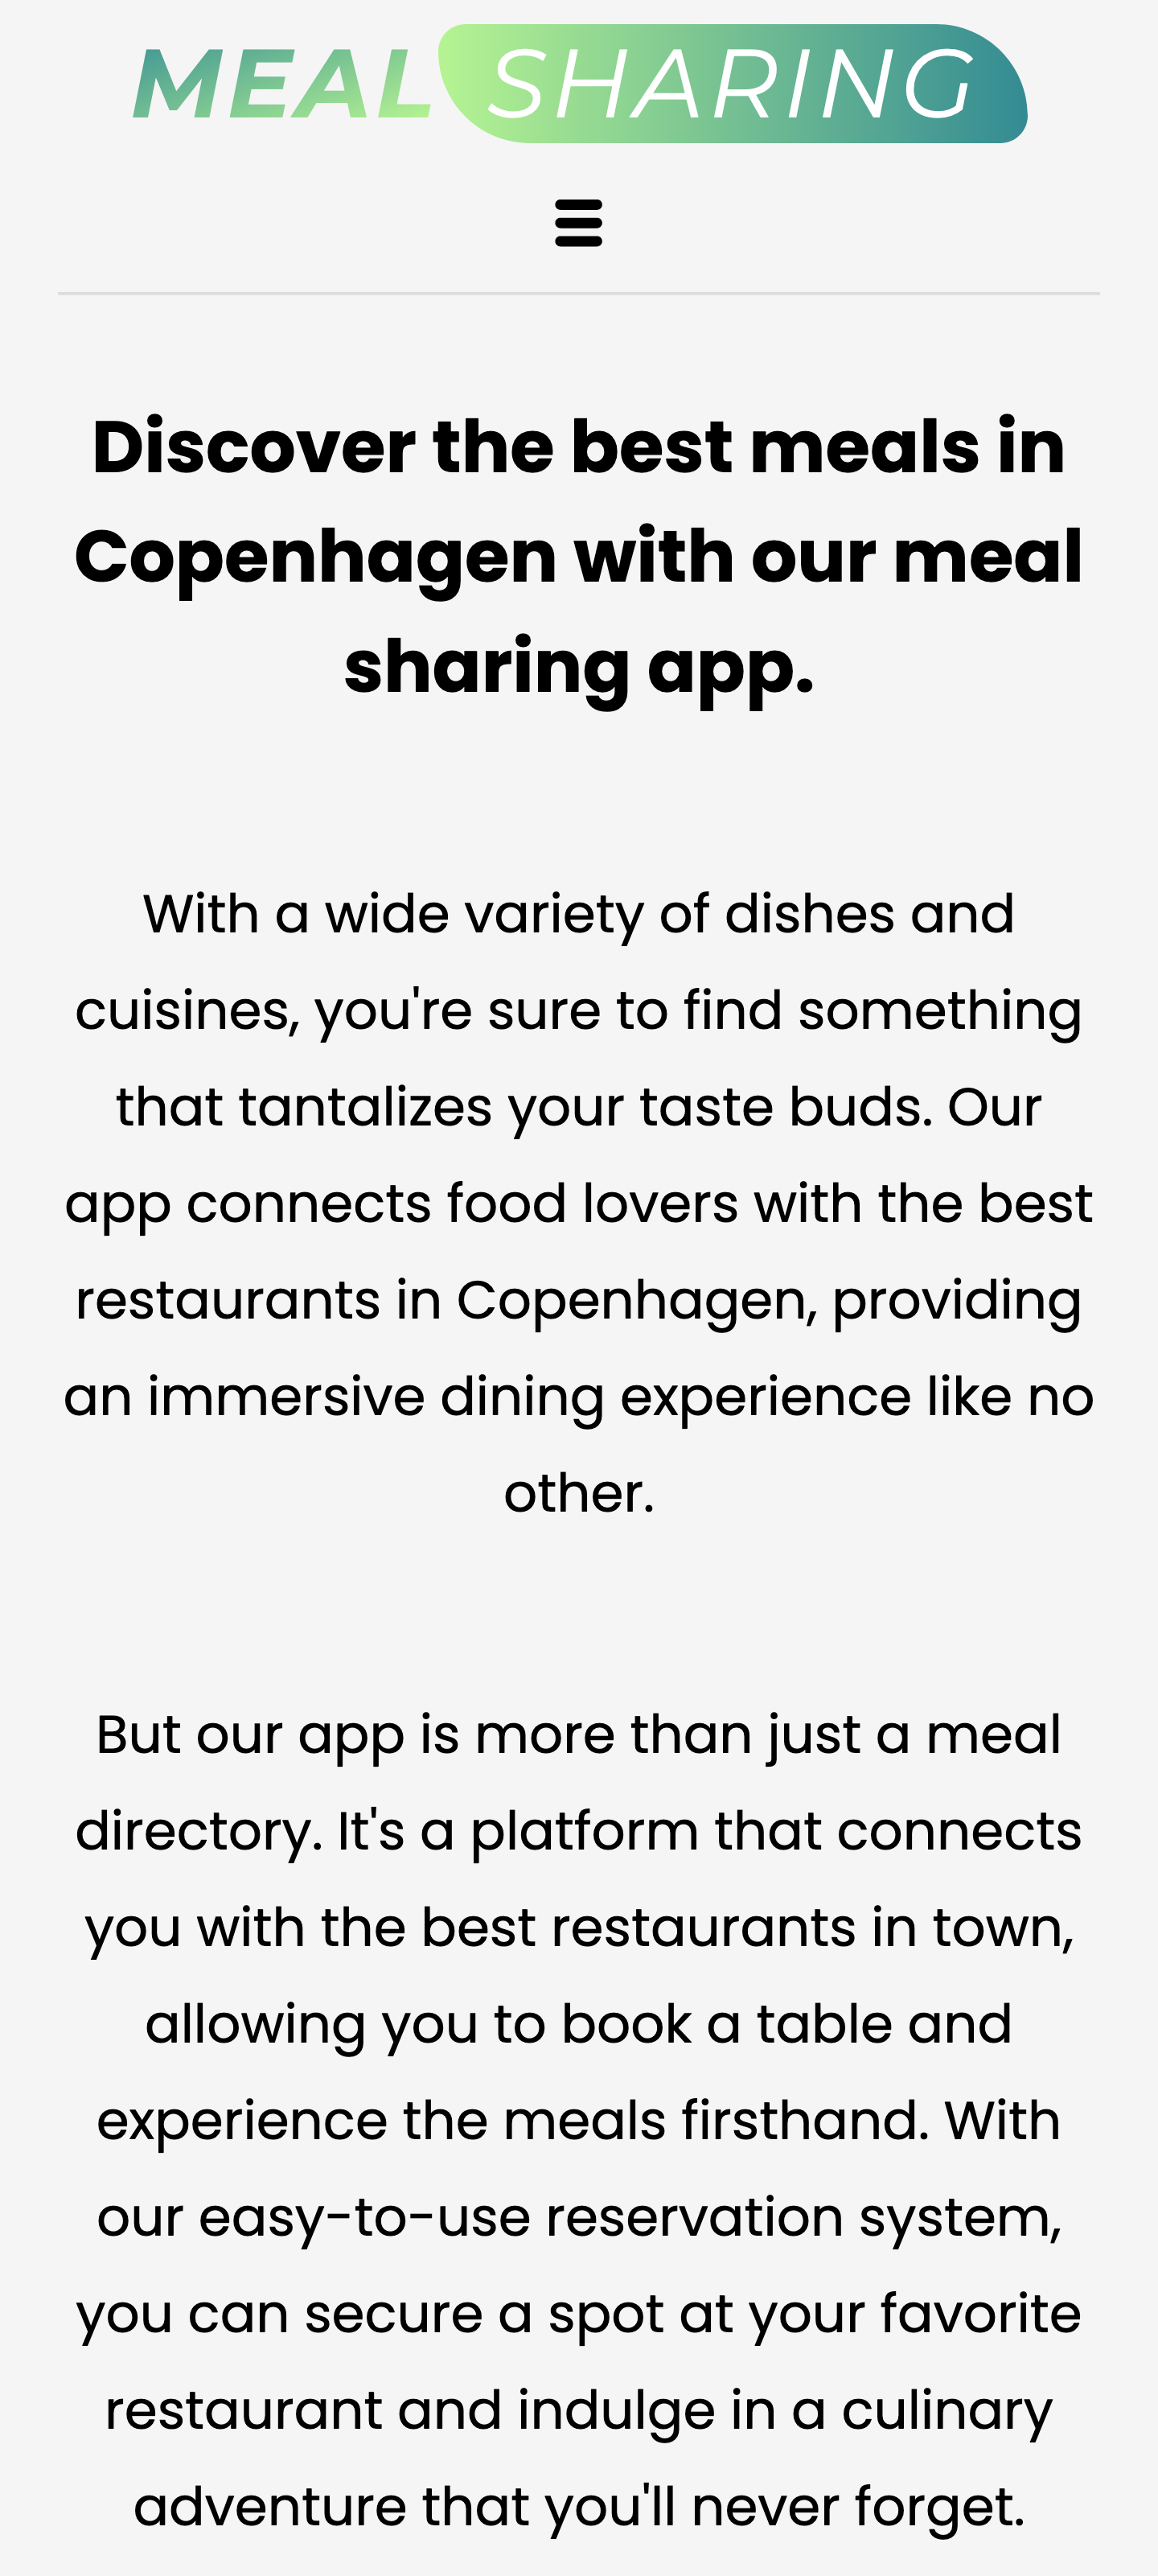 MEAL SHARING
Discover the best meals in
Copenhagen with our meal
sharing app.
With a wide variety of dishes and
cuisines, you're sure to find something
that tantalizes your taste buds. Our
app connects food lovers with the best
restaurants in Copenhagen, providing
an immersive dining experience like no
other.
But our app is more than just a meal
directory. It's a platform that connects
you with the best restaurants in town,
allowing you to book a table and
experience the meals firsthand. With
our easy-to-use reservation system,
you can secure a spot at your favorite
restaurant and indulge in a culinary
adventure that you'll never forget.